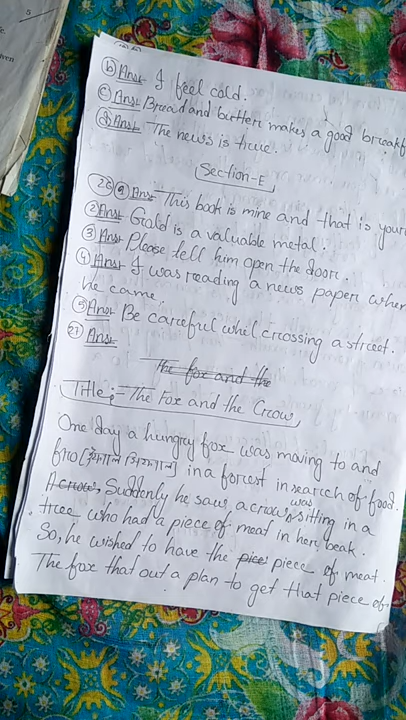 (b) Ans I feel cold.
(c) Ans Bread and butter makes a good breakf
(d) Ans The news is true.
Section-E
(26) (a) Ans This book is mine and that is your
(2) Ans Gold is a valuable metal.
(3) Ans Please tell him open the door.
(4) Ans I was reading a news paper when
he came.
(5) Ans Be careful whil crossing a street.
(27) Ans.
The fox and the
Title;- The Fox and the Crow
One day a hungry fox was moving to and
fro in a forrest in search of food.
A crow, Suddenly he saw a crow was sitting in a
tree who had a piece of meat in her beak.
So, he wished to have the pice piece of meat.
The fox that out a plan to get that piece of